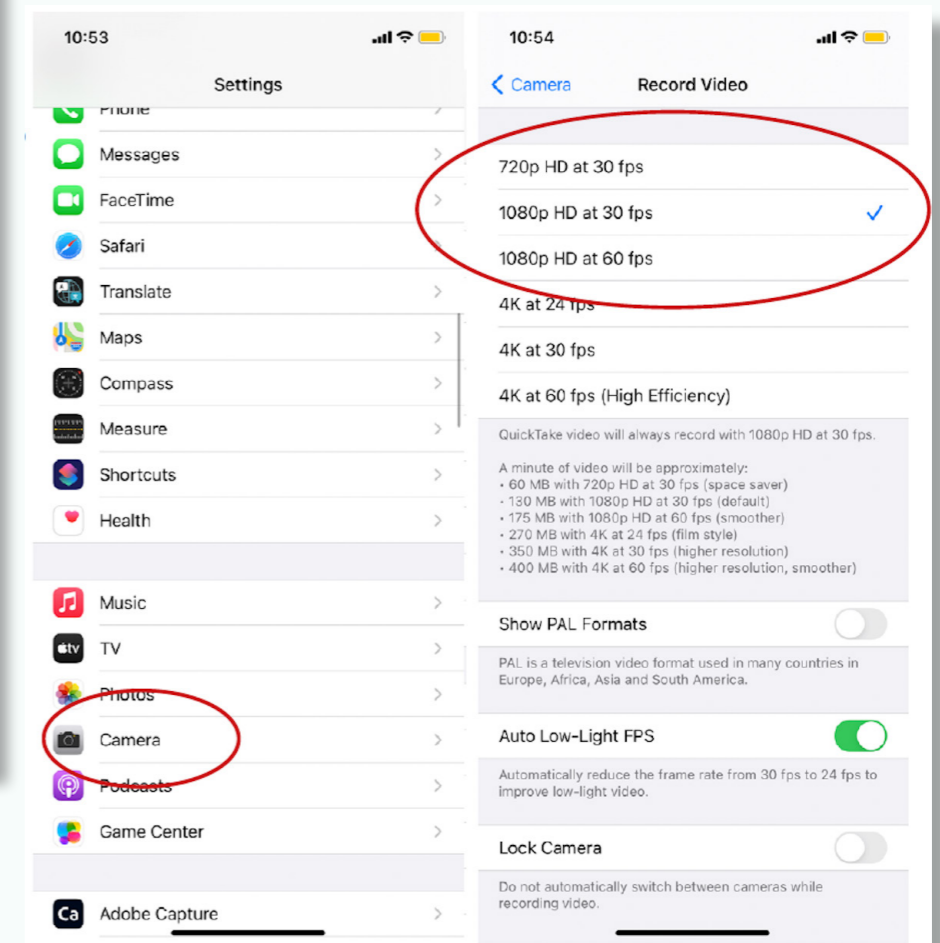 10:53
Settings
Phone
Messages
FaceTime
Safari
Translate
Maps
Compass
Measure
Shortcuts
Health
Music
tv
TV
Photos
Camera
Podcasts
Game Center
Ca
Adobe Capture
10:54
Camera
Record Video
720p HD at 30 fps
1080p HD at 30 fps
1080p HD at 60 fps
4K at 24 fps
4K at 30 fps
4K at 60 fps (High Efficiency)
QuickTake video will always record with 1080p HD at 30 fps.
A minute of video will be approximately:
• 60 MB with 720p HD at 30 fps (space saver)
• 130 MB with 1080p HD at 30 fps (default)
• 175 MB with 1080p HD at 60 fps (smoother)
• 270 MB with 4K at 24 fps (film style)
• 350 MB with 4K at 30 fps (higher resolution)
• 400 MB with 4K at 60 fps (higher resolution, smoother)
Show PAL Formats
PAL is a television video format used in many countries in
Europe, Africa, Asia and South America.
Auto Low-Light FPS
Automatically reduce the frame rate from 30 fps to 24 fps to
improve low-light video.
Lock Camera
Do not automatically switch between cameras while
recording video.